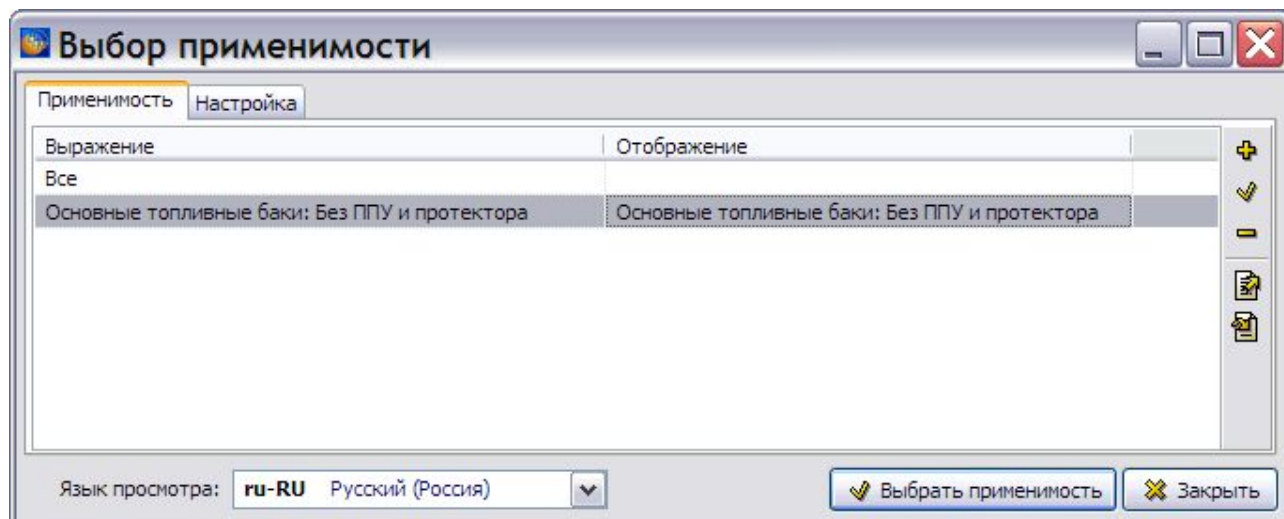 Выбор применимости
Применимость Настройка
Выражение Отображение
Все
Основные топливные баки: Без ППУ и протектора Основные топливные баки: Без ППУ и протектора
Язык просмотра: ru-RU Русский (Россия) Выбрать применимость Закрыть